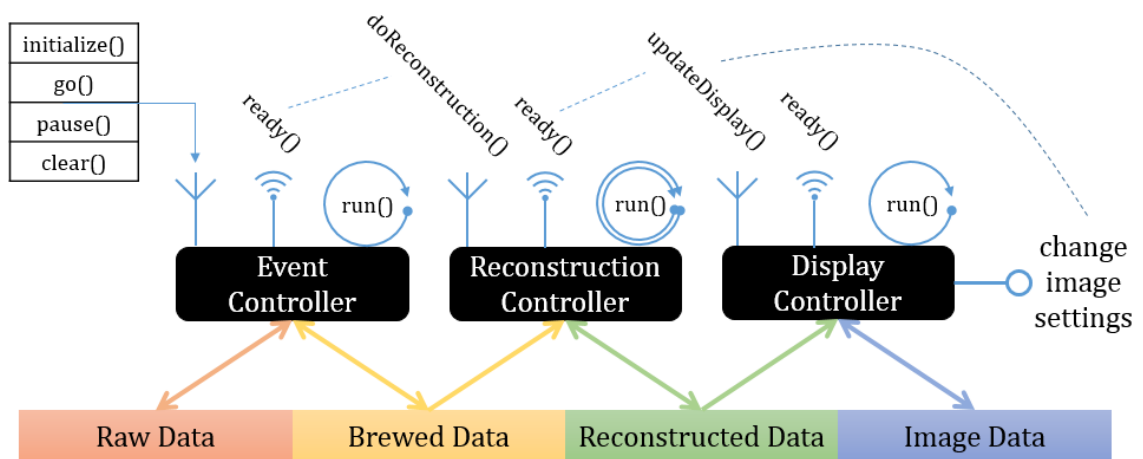 initialize()
go()
pause()
clear()
ready()
doReconstruction()
ready()
updateDisplay()
ready()
run()
run()
run()
Event
Controller
Reconstruction
Controller
Display
Controller
change
image
settings
Raw Data
Brewed Data
Reconstructed Data
Image Data